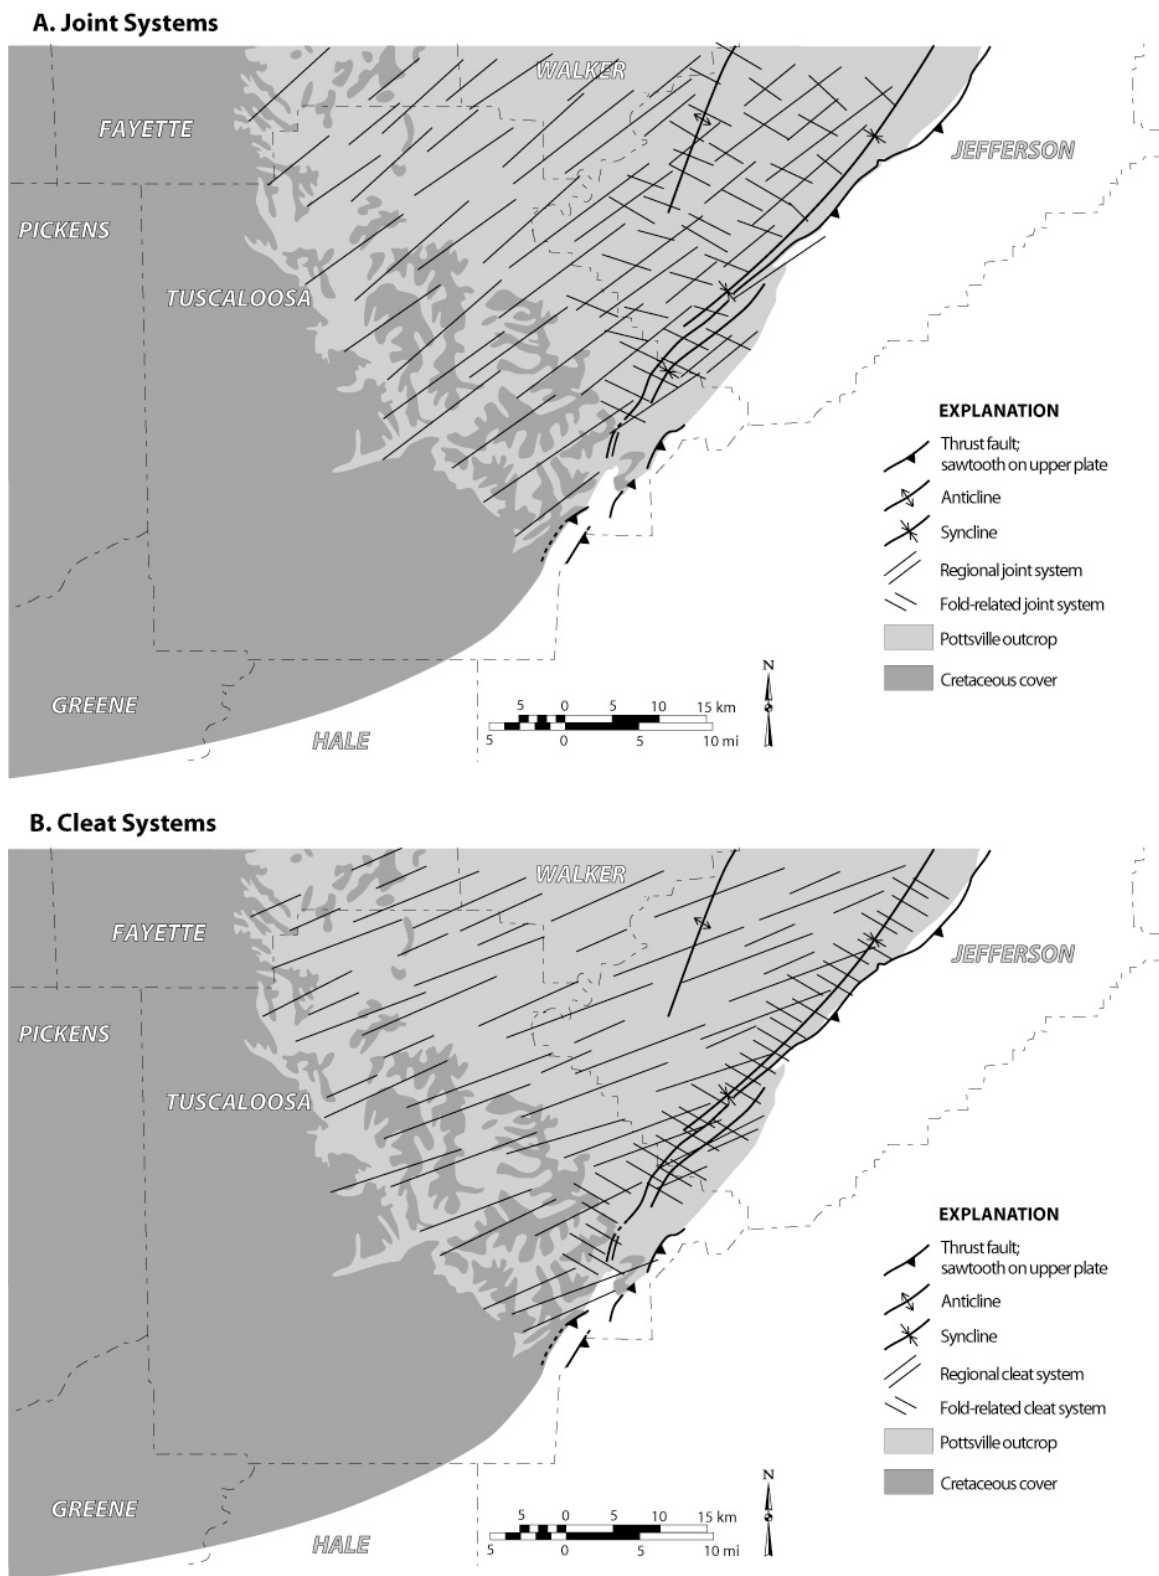 A. Joint Systems
WALKER
FAYETTE
JEFFERSON
PICKENS
TUSCALOOSA
EXPLANATION
Thrust fault;
sawtooth on upper plate
Anticline
Syncline
Regional joint system
Fold-related joint system
Pottsville outcrop
Cretaceous cover
N
GREENE
HALE
5 0 5 10 15 km
5 0 5 10 mi
B. Cleat Systems
WALKER
FAYETTE
JEFFERSON
PICKENS
TUSCALOOSA
EXPLANATION
Thrust fault;
sawtooth on upper plate
Anticline
Syncline
Regional cleat system
Fold-related cleat system
Pottsville outcrop
Cretaceous cover
N
GREENE
HALE
5 0 5 10 15 km
5 0 5 10 mi